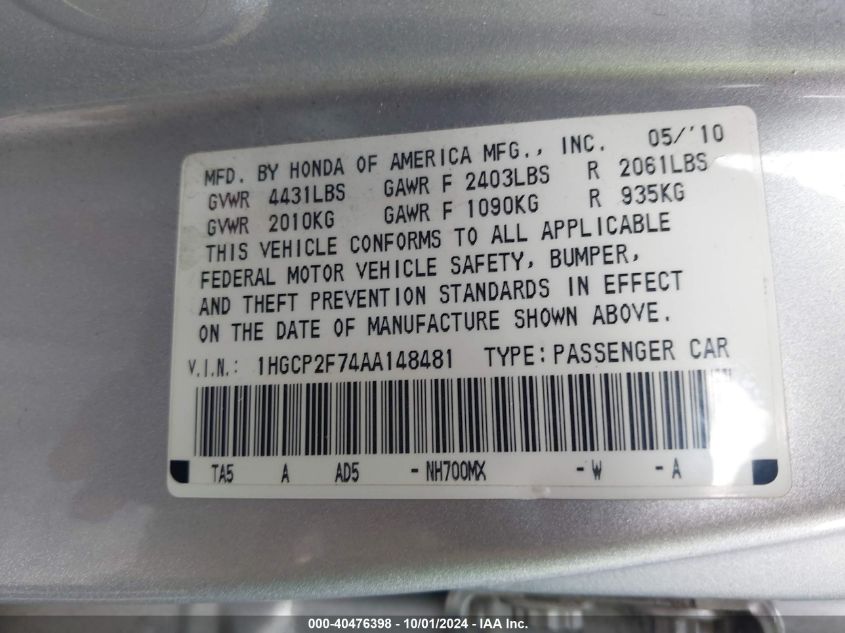 MFD. BY HONDA OF AMERICA MFG., INC. 05/'10
GVWR 4431LBS GAWR F 2403LBS R 2061LBS
GVWR 2010KG GAWR F 1090KG R 935KG
THIS VEHICLE CONFORMS TO ALL APPLICABLE
FEDERAL MOTOR VEHICLE SAFETY, BUMPER,
AND THEFT PREVENTION STANDARDS IN EFFECT
ON THE DATE OF MANUFACTURE SHOWN ABOVE.
V.I.N.: 1HGCP2F74AA148481 TYPE: PASSENGER CAR
TA5 A AD5 -NH700MX -W -A
000-40476398 - 10/01/2024 - IAA Inc.